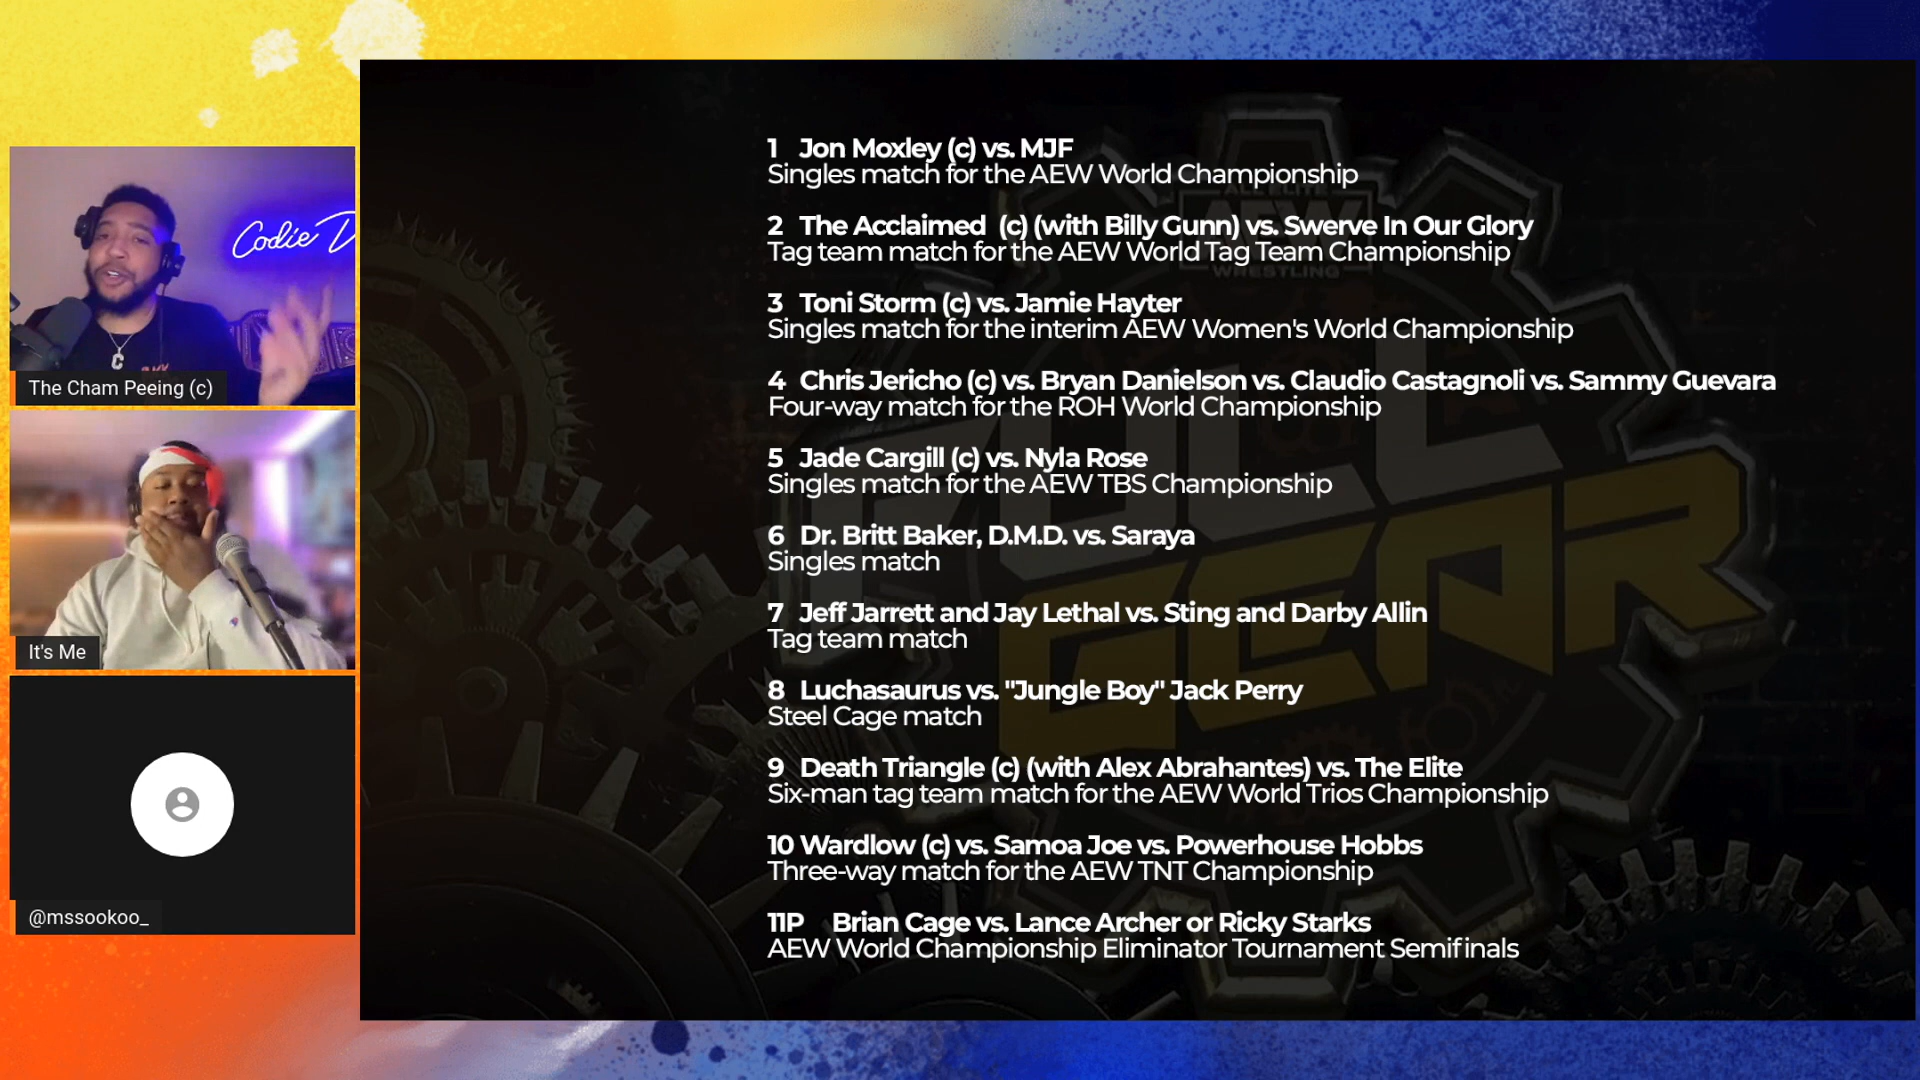 Codie D
The Cham Peeing (c)
It's Me
@mssookoo_
1 Jon Moxley (c) vs. MJF
Singles match for the AEW World Championship
2 The Acclaimed (c) (with Billy Gunn) vs. Swerve In Our Glory
Tag team match for the AEW World Tag Team Championship
3 Toni Storm (c) vs. Jamie Hayter
Singles match for the interim AEW Women's World Championship
4 Chris Jericho (c) vs. Bryan Danielson vs. Claudio Castagnoli vs. Sammy Guevara
Four-way match for the ROH World Championship
5 Jade Cargill (c) vs. Nyla Rose
Singles match for the AEW TBS Championship
6 Dr. Britt Baker, D.M.D. vs. Saraya
Singles match
7 Jeff Jarrett and Jay Lethal vs. Sting and Darby Allin
Tag team match
8 Luchasaurus vs. "Jungle Boy" Jack Perry
Steel Cage match
9 Death Triangle (c) (with Alex Abrahantes) vs. The Elite
Six-man tag team match for the AEW World Trios Championship
10 Wardlow (c) vs. Samoa Joe vs. Powerhouse Hobbs
Three-way match for the AEW TNT Championship
11P Brian Cage vs. Lance Archer or Ricky Starks
AEW World Championship Eliminator Tournament Semifinals
ALL ELITE
AEW
WRESTLING
FULL
GEAR